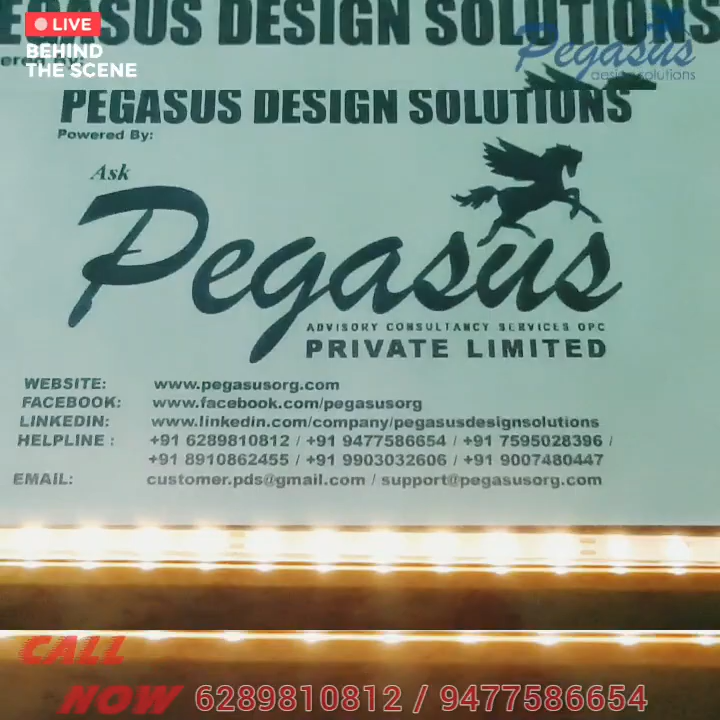 PEGASUS DESIGN SOLUTIONS
LIVE
BEHIND
THE SCENE
Pegasus
design solutions
PEGASUS DESIGN SOLUTIONS
Powered By:
Ask
Pegasus
ADVISORY CONSULTANCY SERVICES OPC
PRIVATE LIMITED
WEBSITE: www.pegasusorg.com
FACEBOOK: www.facebook.com/pegasusorg
LINKEDIN: www.linkedin.com/company/pegasusdesignsolutions
HELPLINE : +91 6289810812 / +91 9477586654 / +91 7595028396 /
+91 8910862455 / +91 9903032606 / +91 9007480447
EMAIL: customer.pds@gmail.com / support@pegasusorg.com
CALL
NOW 6289810812 / 9477586654